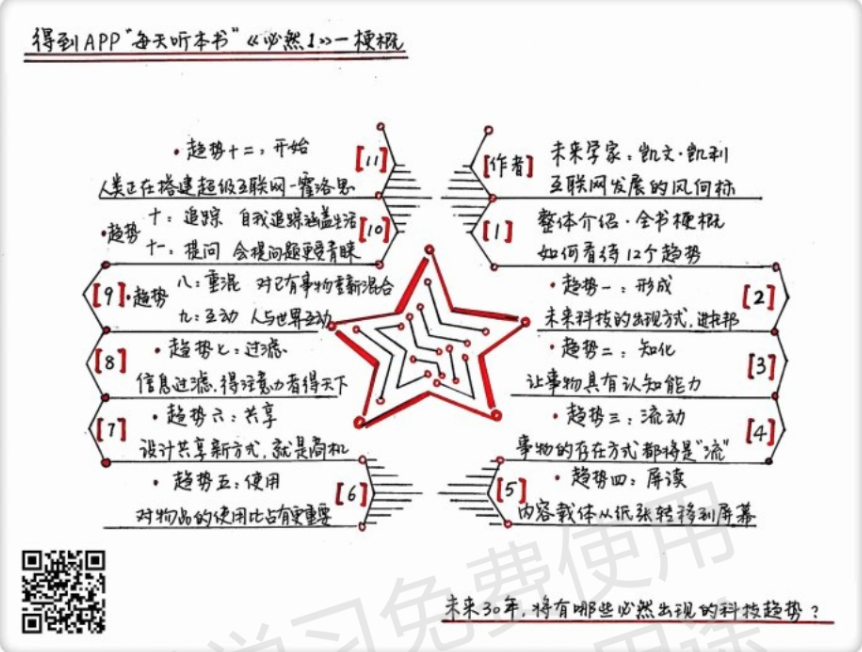 得到APP“每天听本书”《必然1》—梗概
[作者] 未来学家：凯文·凯利
互联网发展的风向标
[1] 整体介绍·全书梗概
如何看待12个趋势
[2] ·趋势一：形成
未来科技的出现方式，进托邦
[3] ·趋势二：知化
让事物具有认知能力
[4] ·趋势三：流动
事物的存在方式都将是“流”
[5] ·趋势四：屏读
内容载体从纸张转移到屏幕
[6] ·趋势五：使用
对物品的使用比占有更重要
[7] ·趋势六：共享
设计共享新方式，就是商机
[8] ·趋势七：过滤
信息过滤，得注意力者得天下
[9] ·趋势 八：重混 对已有事物重新混合
九：互动 人与世界互动
[10] ·趋势 十：追踪 自我追踪涵盖生活
十一：提问 会提问题更受青睐
[11] ·趋势十二：开始
人类正在搭建超级互联网—霍洛思
未来30年，将有哪些必然出现的科技趋势？
学习免费使用